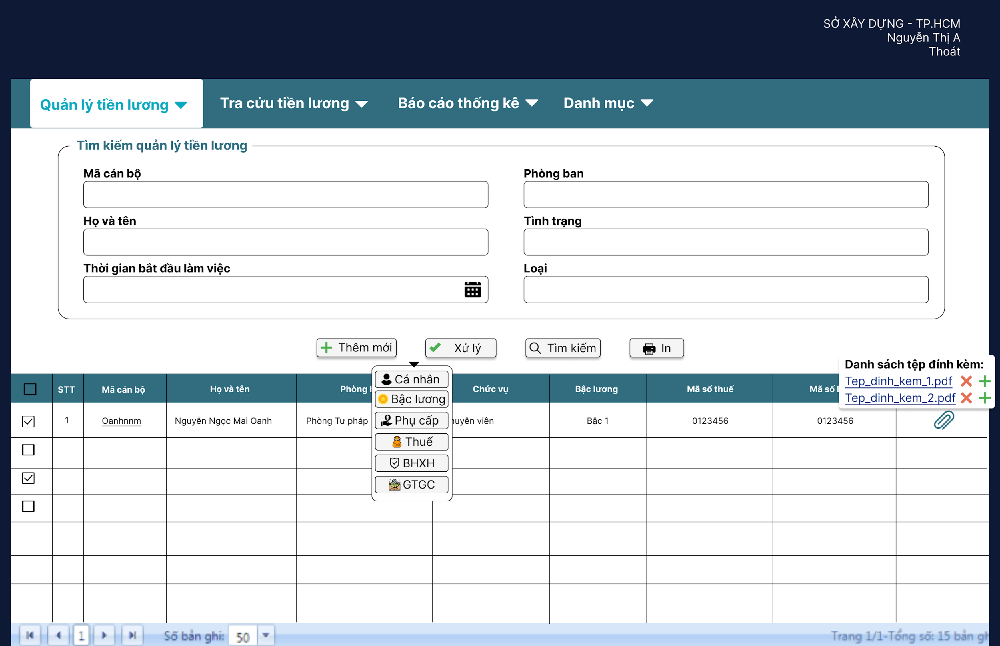 SỞ XÂY DỰNG - TP.HCM
Nguyễn Thị A
Thoát
Quản lý tiền lương Tra cứu tiền lương Báo cáo thống kê Danh mục
Tìm kiếm quản lý tiền lương
Mã cán bộ Phòng ban
Họ và tên Tình trạng
Thời gian bắt đầu làm việc Loại
Thêm mới Xử lý Tìm kiếm In
Danh sách tệp đính kèm:
Tep_dinh_kem_1.pdf
Tep_dinh_kem_2.pdf
Cá nhân
Bậc lương
Phụ cấp
Thuế
TAX
BHXH
GTGC
STT Mã cán bộ Họ và tên Phòng Chức vụ Bậc lương Mã số thuế Mã số
1 Oanhnnm Nguyễn Ngọc Mai Oanh Phòng Tư pháp huyên viên Bậc 1 0123456 0123456
1 Số bản ghi: 50 Trang 1/1-Tổng số: 15 bản gh